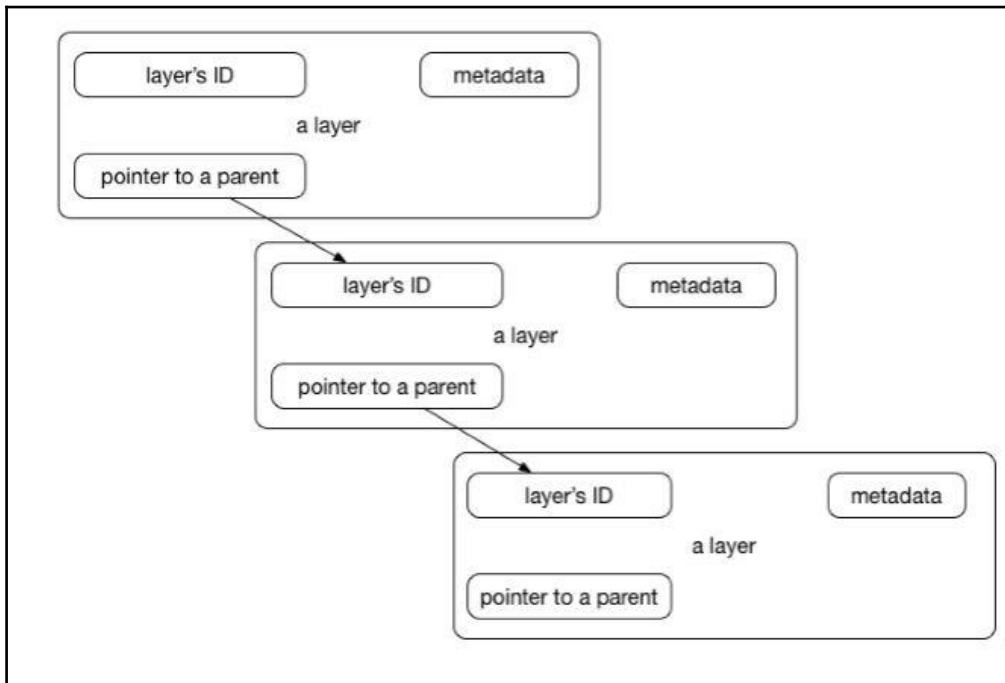 layer's ID
metadata
a layer
pointer to a parent
layer's ID
metadata
a layer
pointer to a parent
layer's ID
metadata
a layer
pointer to a parent